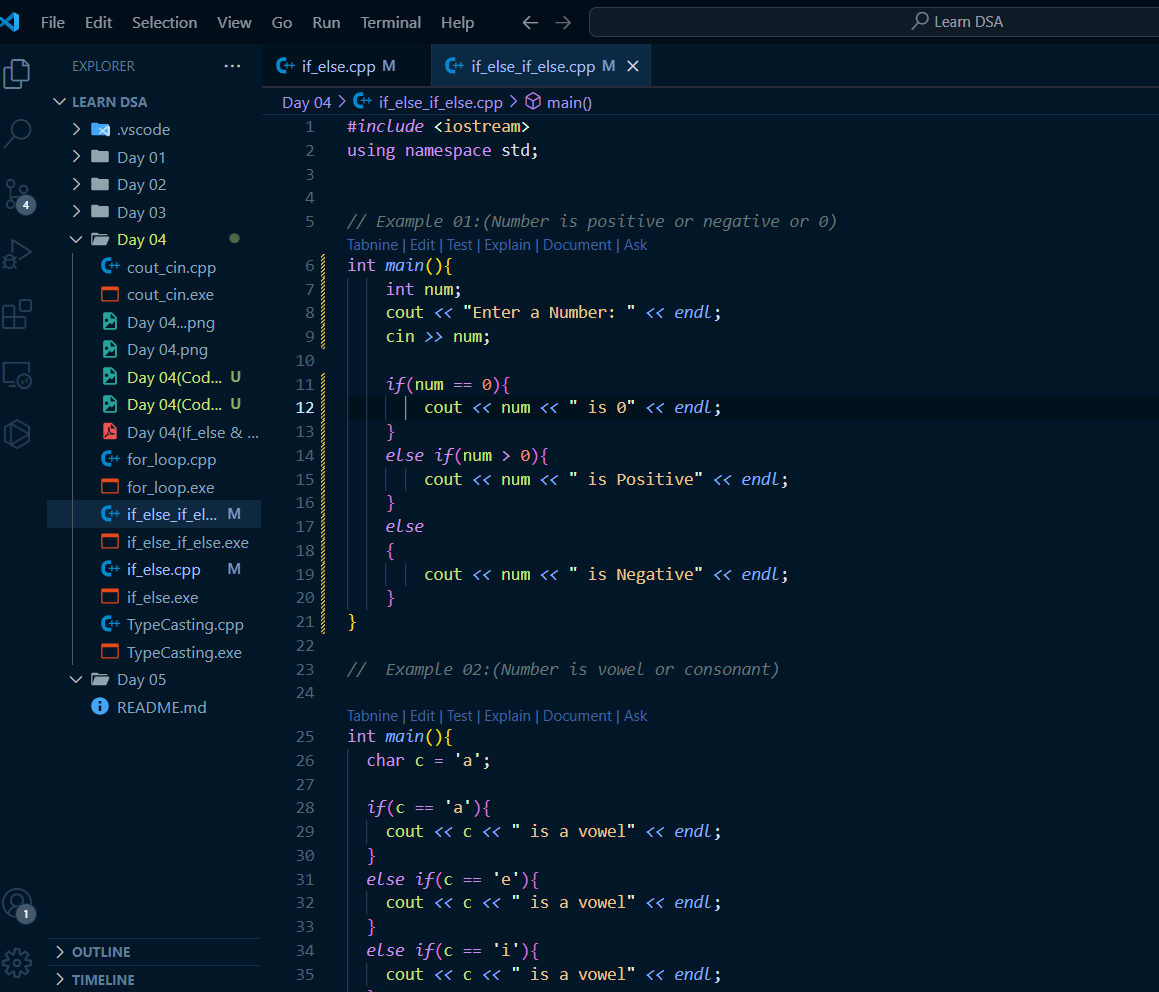 File Edit Selection View Go Run Terminal Help Learn DSA
EXPLORER ...
LEARN DSA
.vscode
Day 01
Day 02
Day 03
Day 04
cout_cin.cpp
cout_cin.exe
Day 04...png
Day 04.png
Day 04(Cod... U
Day 04(Cod... U
Day 04(If_else & ...
for_loop.cpp
for_loop.exe
if_else_if_el... M
if_else_if_else.exe
if_else.cpp M
if_else.exe
TypeCasting.cpp
TypeCasting.exe
Day 05
README.md
OUTLINE
TIMELINE
4
1
if_else.cpp M if_else_if_else.cpp M
Day 04 > if_else_if_else.cpp > main()
1 #include <iostream>
2 using namespace std;
3
4
5 // Example 01:(Number is positive or negative or 0)
Tabnine | Edit | Test | Explain | Document | Ask
6 int main(){
7 int num;
8 cout << "Enter a Number: " << endl;
9 cin >> num;
10
11 if(num == 0){
12 cout << num << " is 0" << endl;
13 }
14 else if(num > 0){
15 cout << num << " is Positive" << endl;
16 }
17 else
18 {
19 cout << num << " is Negative" << endl;
20 }
21 }
22
23 //  Example 02:(Number is vowel or consonant)
24
Tabnine | Edit | Test | Explain | Document | Ask
25 int main(){
26 char c = 'a';
27
28 if(c == 'a'){
29 cout << c << " is a vowel" << endl;
30 }
31 else if(c == 'e'){
32 cout << c << " is a vowel" << endl;
33 }
34 else if(c == 'i'){
35 cout << c << " is a vowel" << endl;